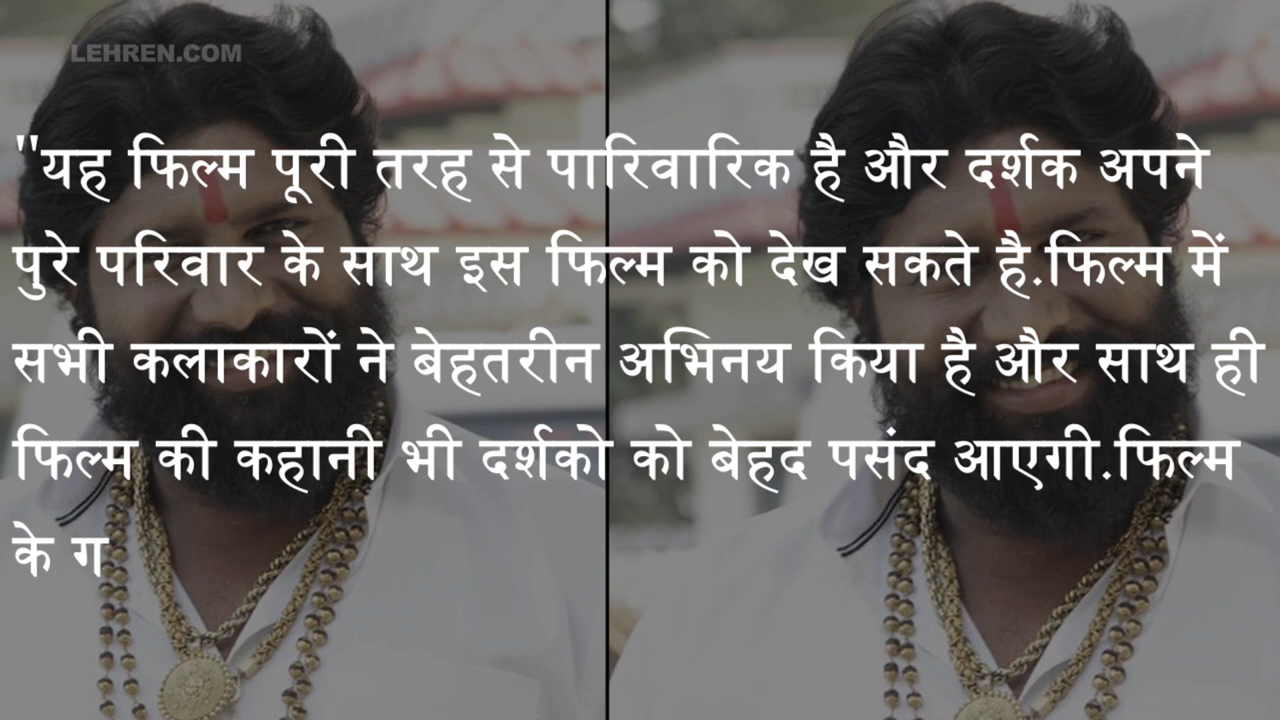 LEHREN.COM
"यह फिल्म पूरी तरह से पारिवारिक है और दर्शक अपने
पुरे परिवार के साथ इस फिल्म को देख सकते है.फिल्म में
सभी कलाकारों ने बेहतरीन अभिनय किया है और साथ ही
फिल्म की कहानी भी दर्शको को बेहद पसंद आएगी.फिल्म
के ग